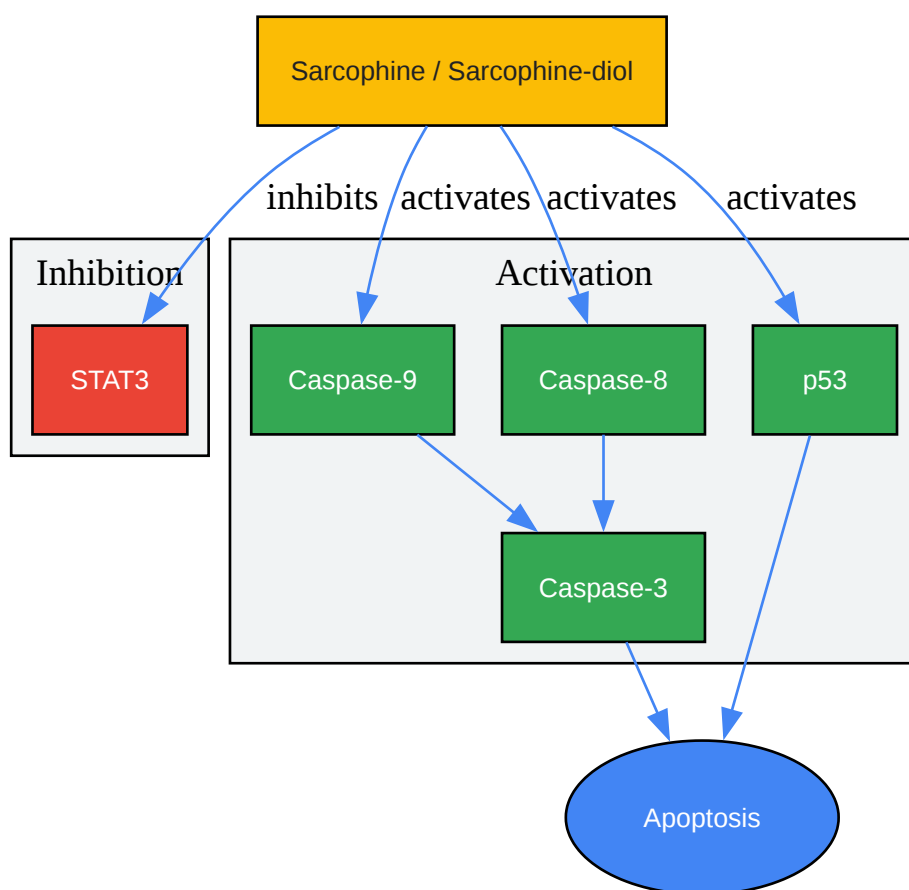 Sarcophine / Sarcophine-diol
inhibits
activates
activates
activates
Inhibition
Activation
STAT3
Caspase-9
Caspase-8
p53
Caspase-3
Apoptosis